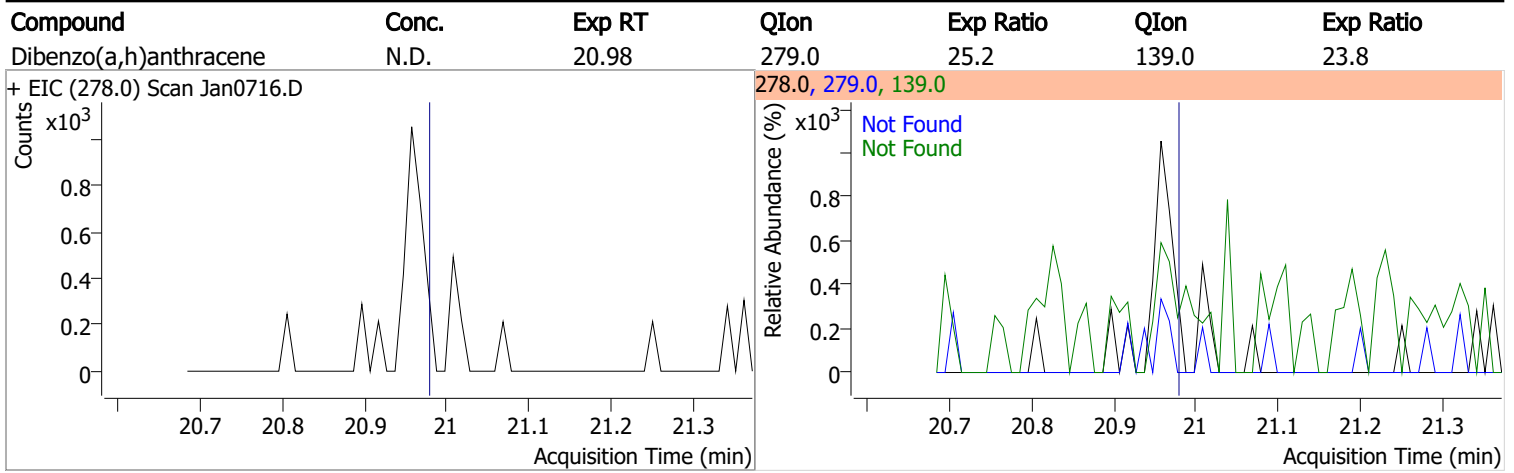 Compound Conc. Exp RT QIon Exp Ratio QIon Exp Ratio
Dibenzo(a,h)anthracene N.D. 20.98 279.0 25.2 139.0 23.8
+ EIC (278.0) Scan Jan0716.D
Counts
x10³
0.8
0.6
0.4
0.2
0
20.7 20.8 20.9 21 21.1 21.2 21.3
Acquisition Time (min)
278.0, 279.0, 139.0
Relative Abundance (%)
x10³
Not Found
Not Found
0.8
0.6
0.4
0.2
0
20.7 20.8 20.9 21 21.1 21.2 21.3
Acquisition Time (min)